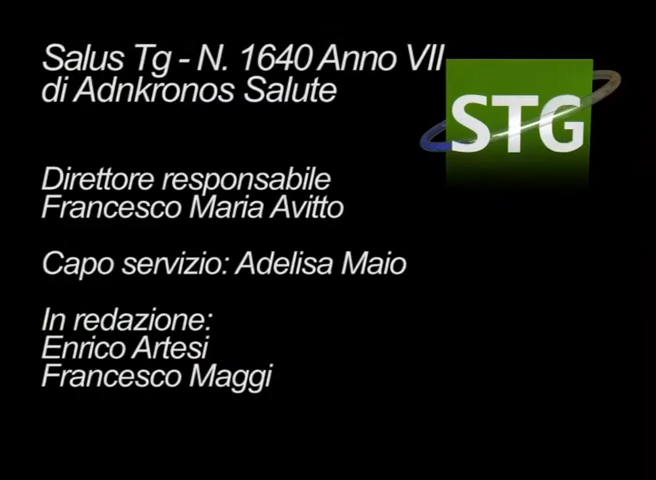 Salus Tg - N. 1640 Anno VII
di Adnkronos Salute
STG
Direttore responsabile
Francesco Maria Avitto
Capo servizio: Adelisa Maio
In redazione:
Enrico Artesi
Francesco Maggi